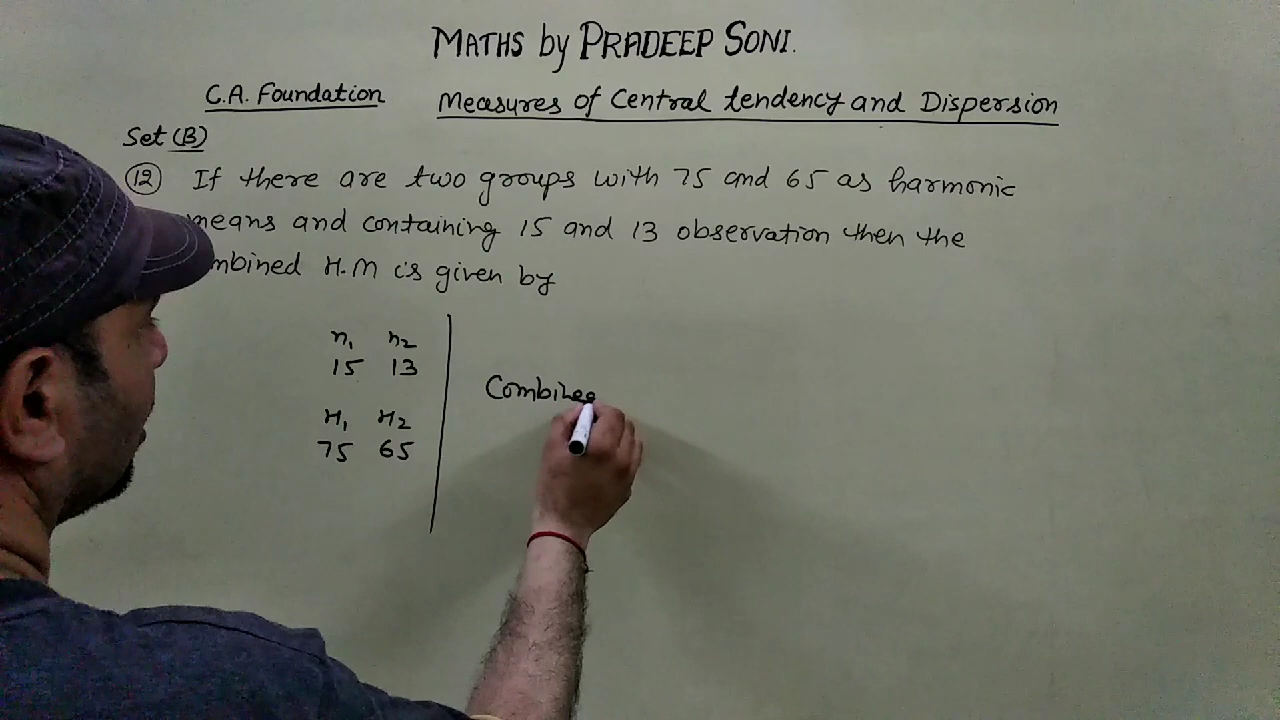 MATHS by PRADEEP SONI.
C.A. Foundation Measures of Central tendency and Dispersion
Set (B)
12 If there are two groups with 75 and 65 as harmonic
means and containing 15 and 13 observation then the
mbined H.M is given by
n1 n2
15 13
H1 H2
75 65
Combine